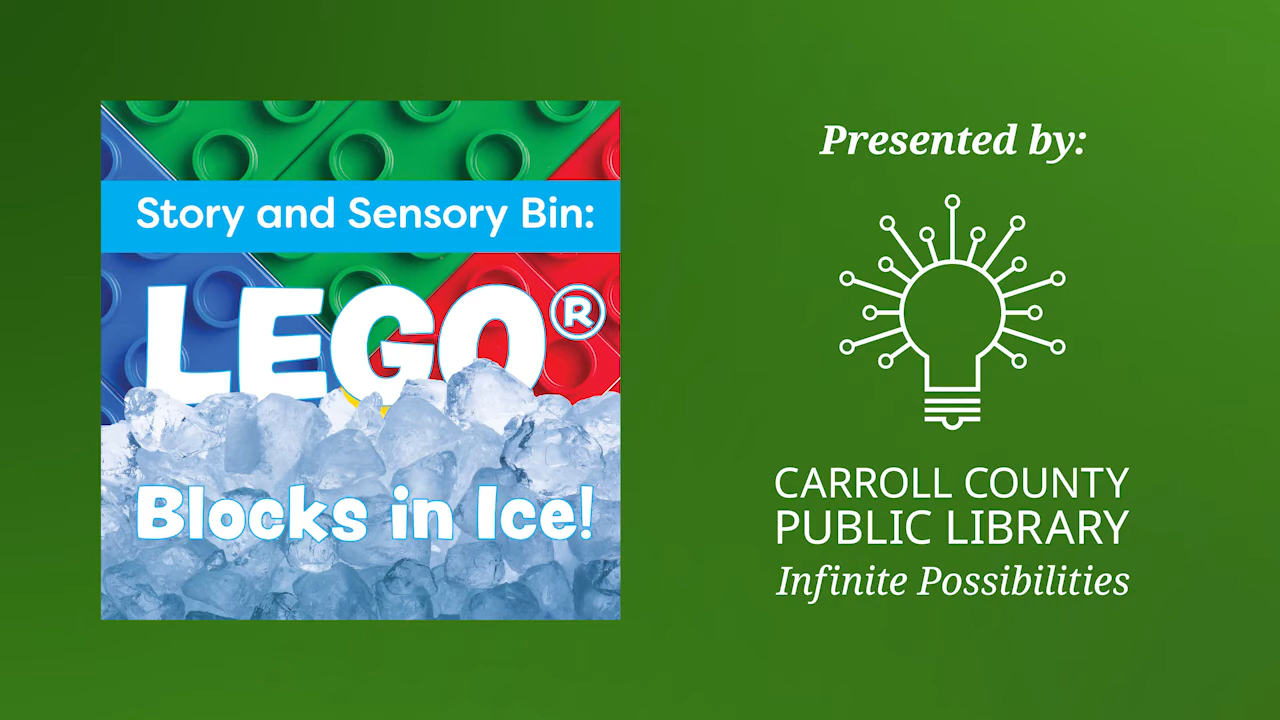 Story and Sensory Bin:
LEGO®
Blocks in Ice!
Presented by:
CARROLL COUNTY
PUBLIC LIBRARY
Infinite Possibilities